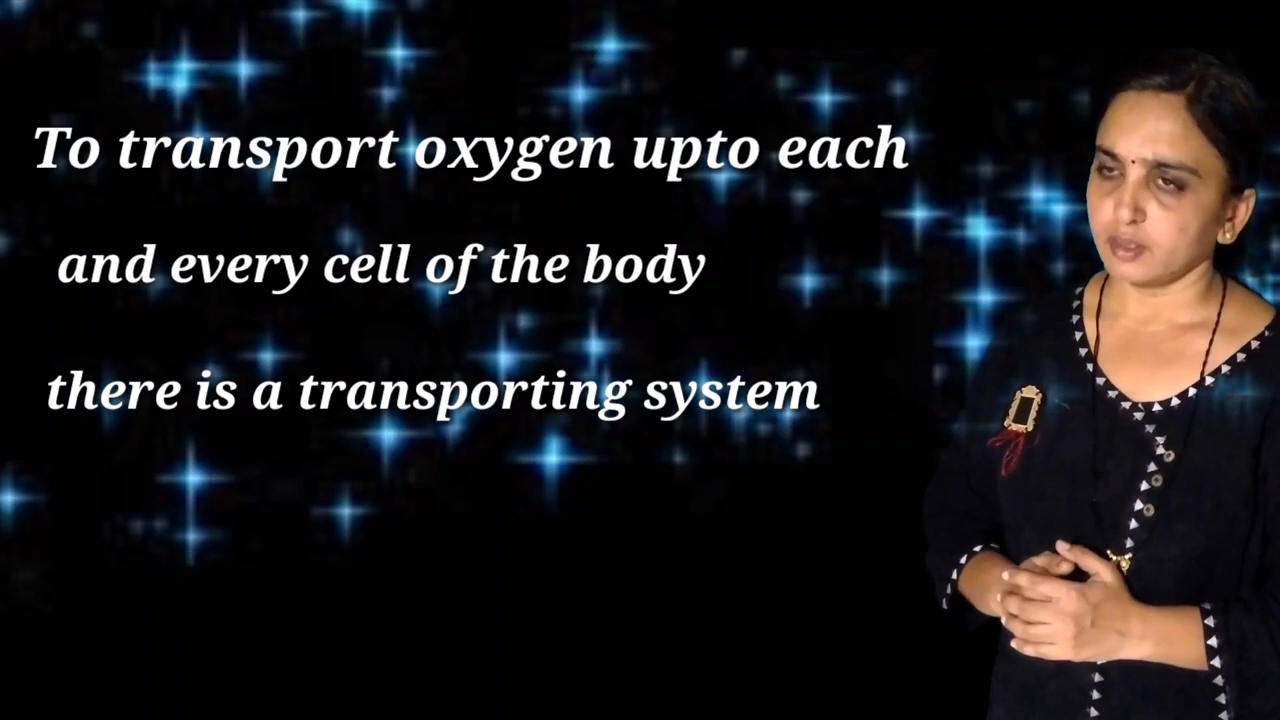 To transport oxygen upto each
and every cell of the body
there is a transporting system